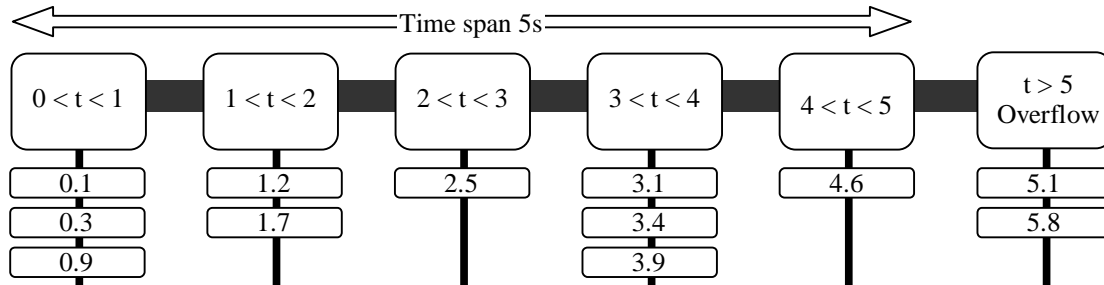 Time span 5s
0 < t < 1
1 < t < 2
2 < t < 3
3 < t < 4
4 < t < 5
t > 5
Overflow
0.1
1.2
2.5
3.1
4.6
5.1
0.3
1.7
3.4
5.8
0.9
3.9